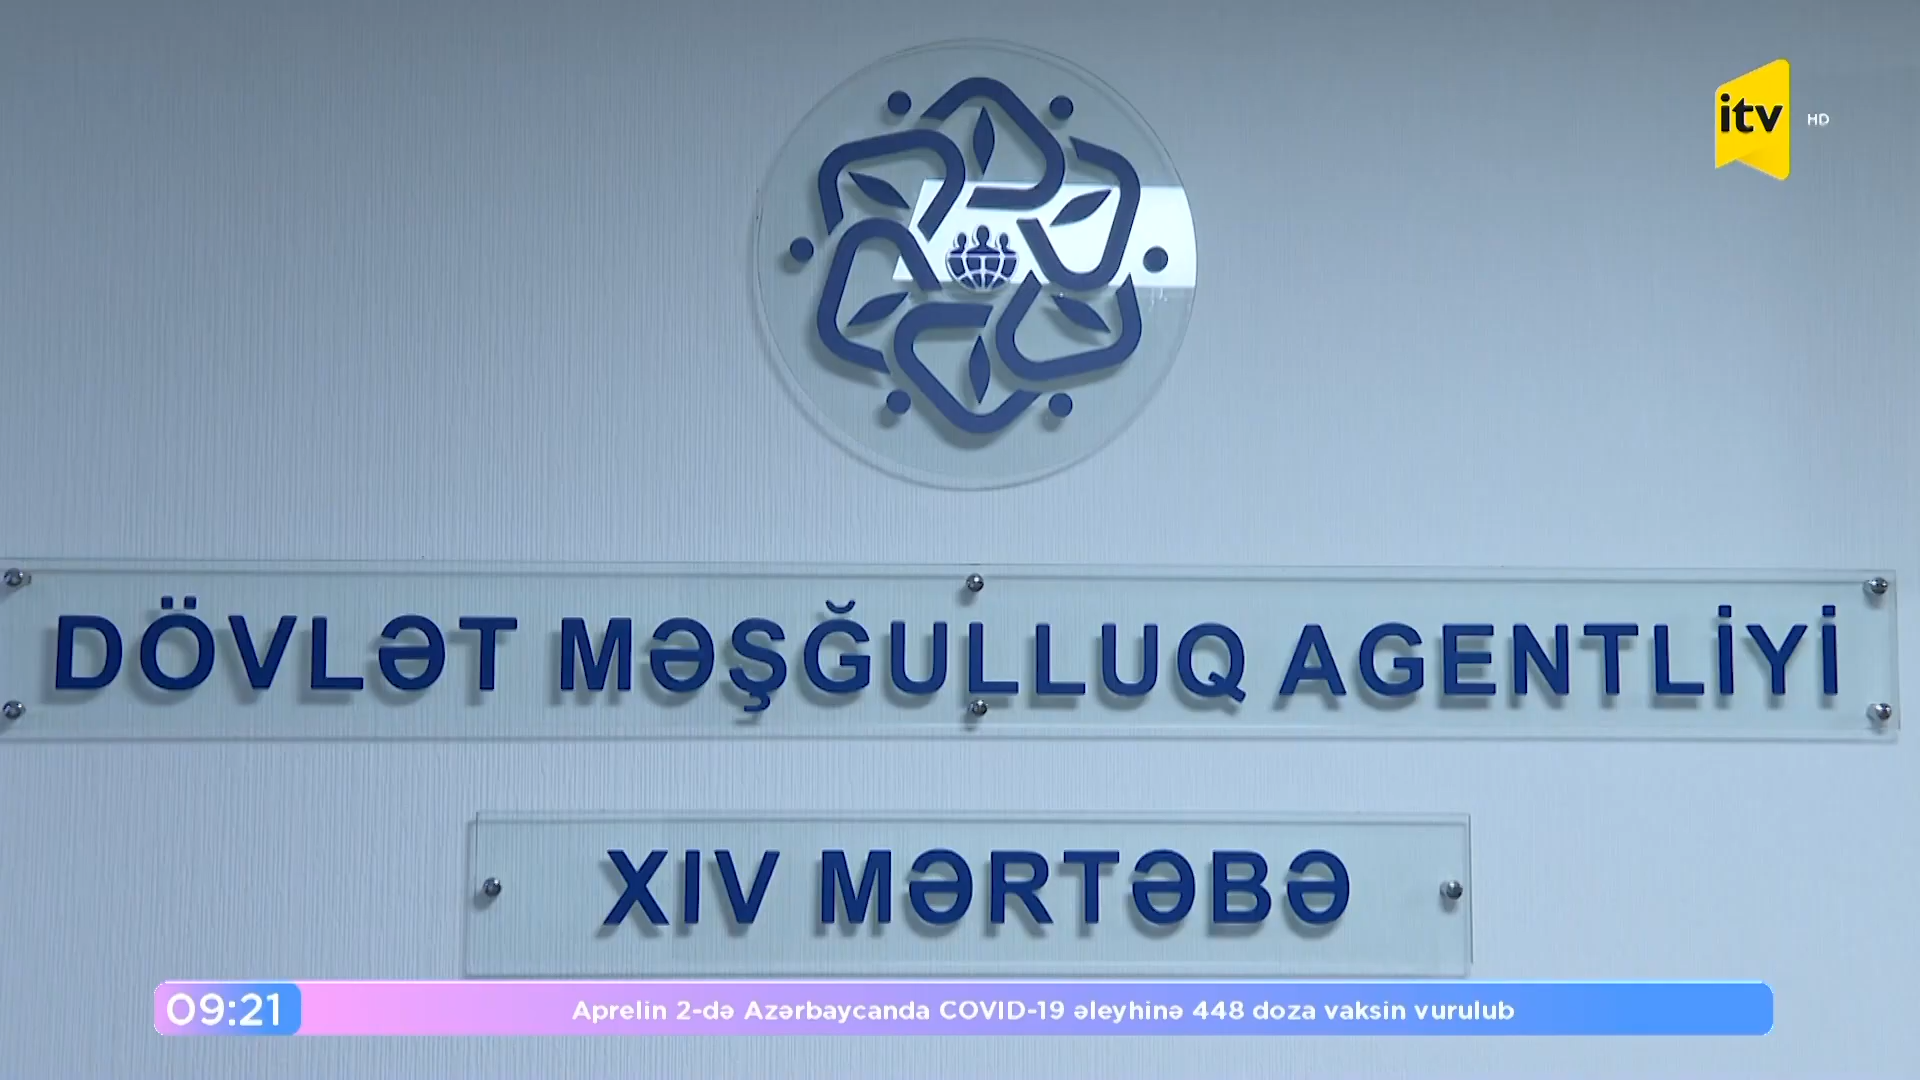 itv HD
DÖVLƏT MƏŞĞULLUQ AGENTLİYİ
XIV MƏRTƏBƏ
09:21 Aprelin 2-də Azərbaycanda COVID-19 əleyhinə 448 doza vaksin vurulub